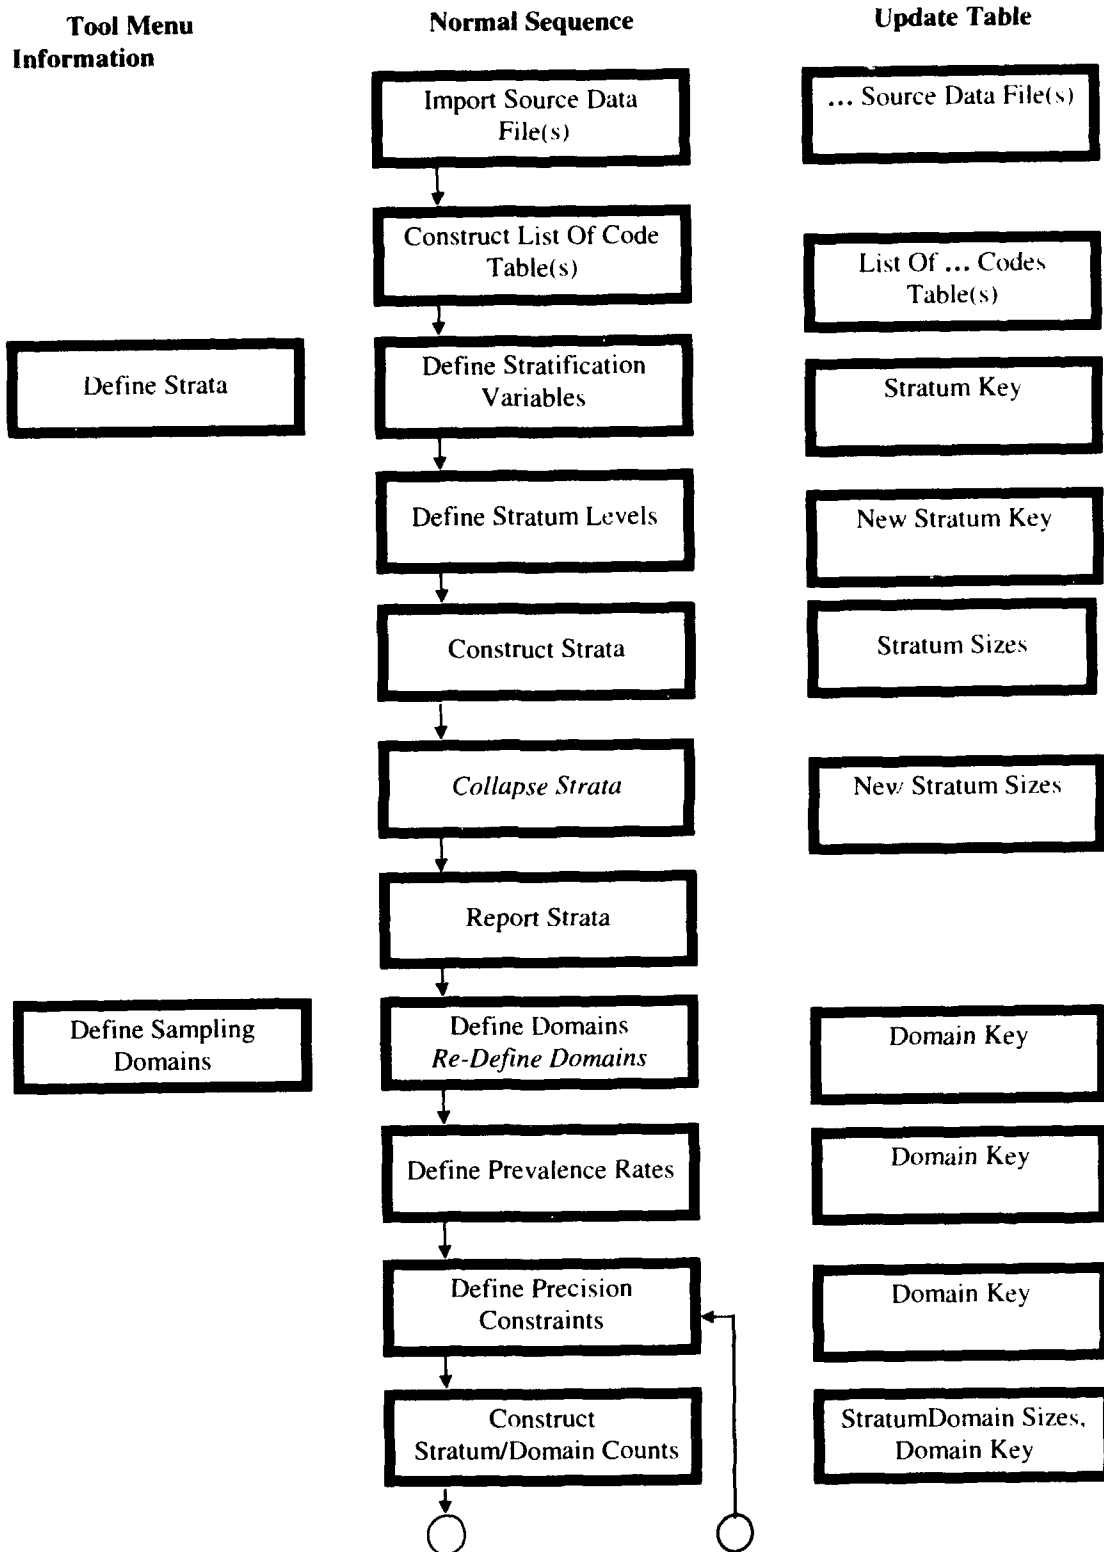 Tool Menu
Information
Normal Sequence
Update Table
Import Source Data
File(s)
... Source Data File(s)
Construct List Of Code
Table(s)
List Of ... Codes
Table(s)
Define Strata
Define Stratification
Variables
Stratum Key
Define Stratum Levels
New Stratum Key
Construct Strata
Stratum Sizes
Collapse Strata
New Stratum Sizes
Report Strata
Define Sampling
Domains
Define Domains
Re-Define Domains
Domain Key
Define Prevalence Rates
Domain Key
Define Precision
Constraints
Domain Key
Construct
Stratum/Domain Counts
StratumDomain Sizes,
Domain Key